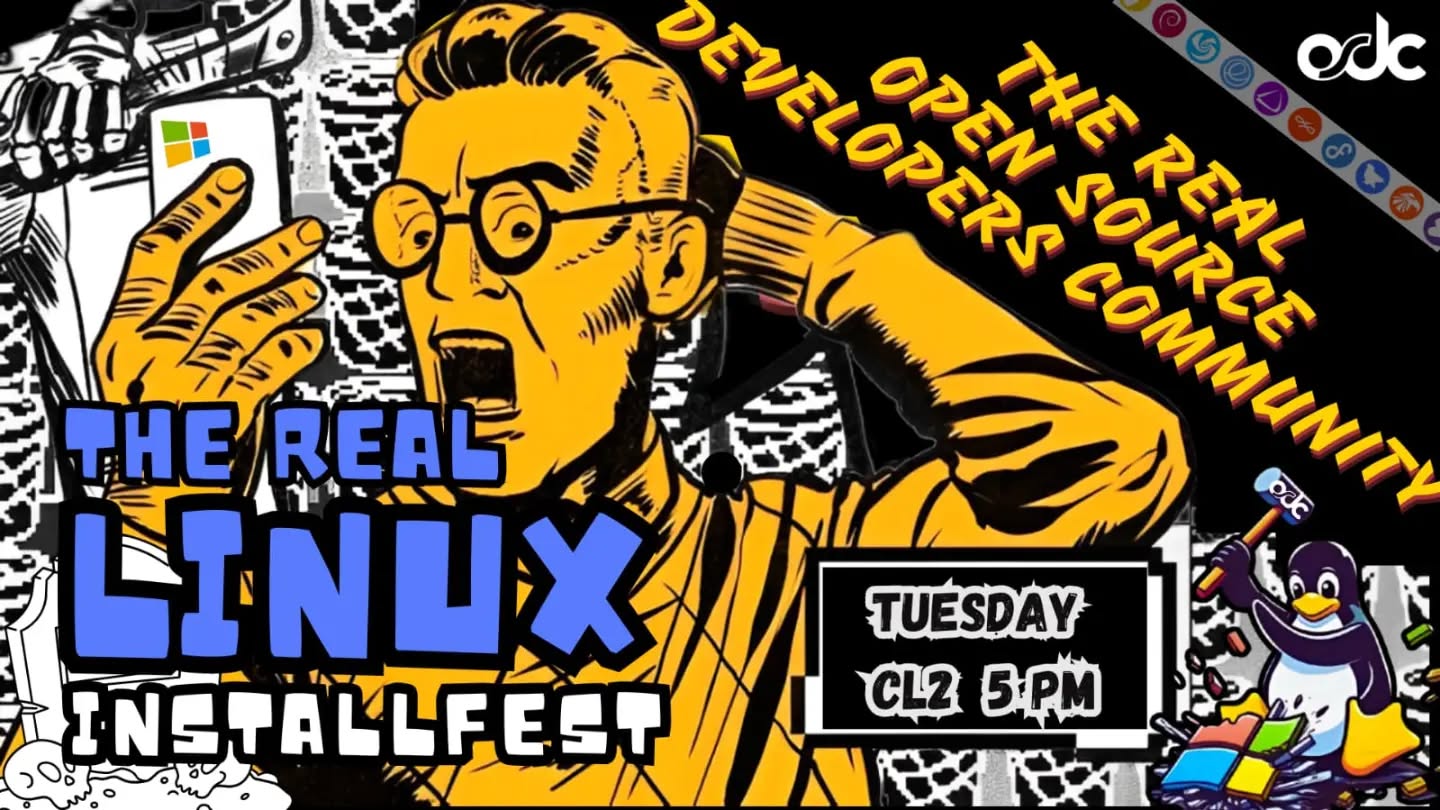 THE REAL
OPEN SOURCE
DEVELOPERS COMMUNITY
odc
THE REAL
LINUX
INSTALLFEST
TUESDAY
CL2 5 PM
odc